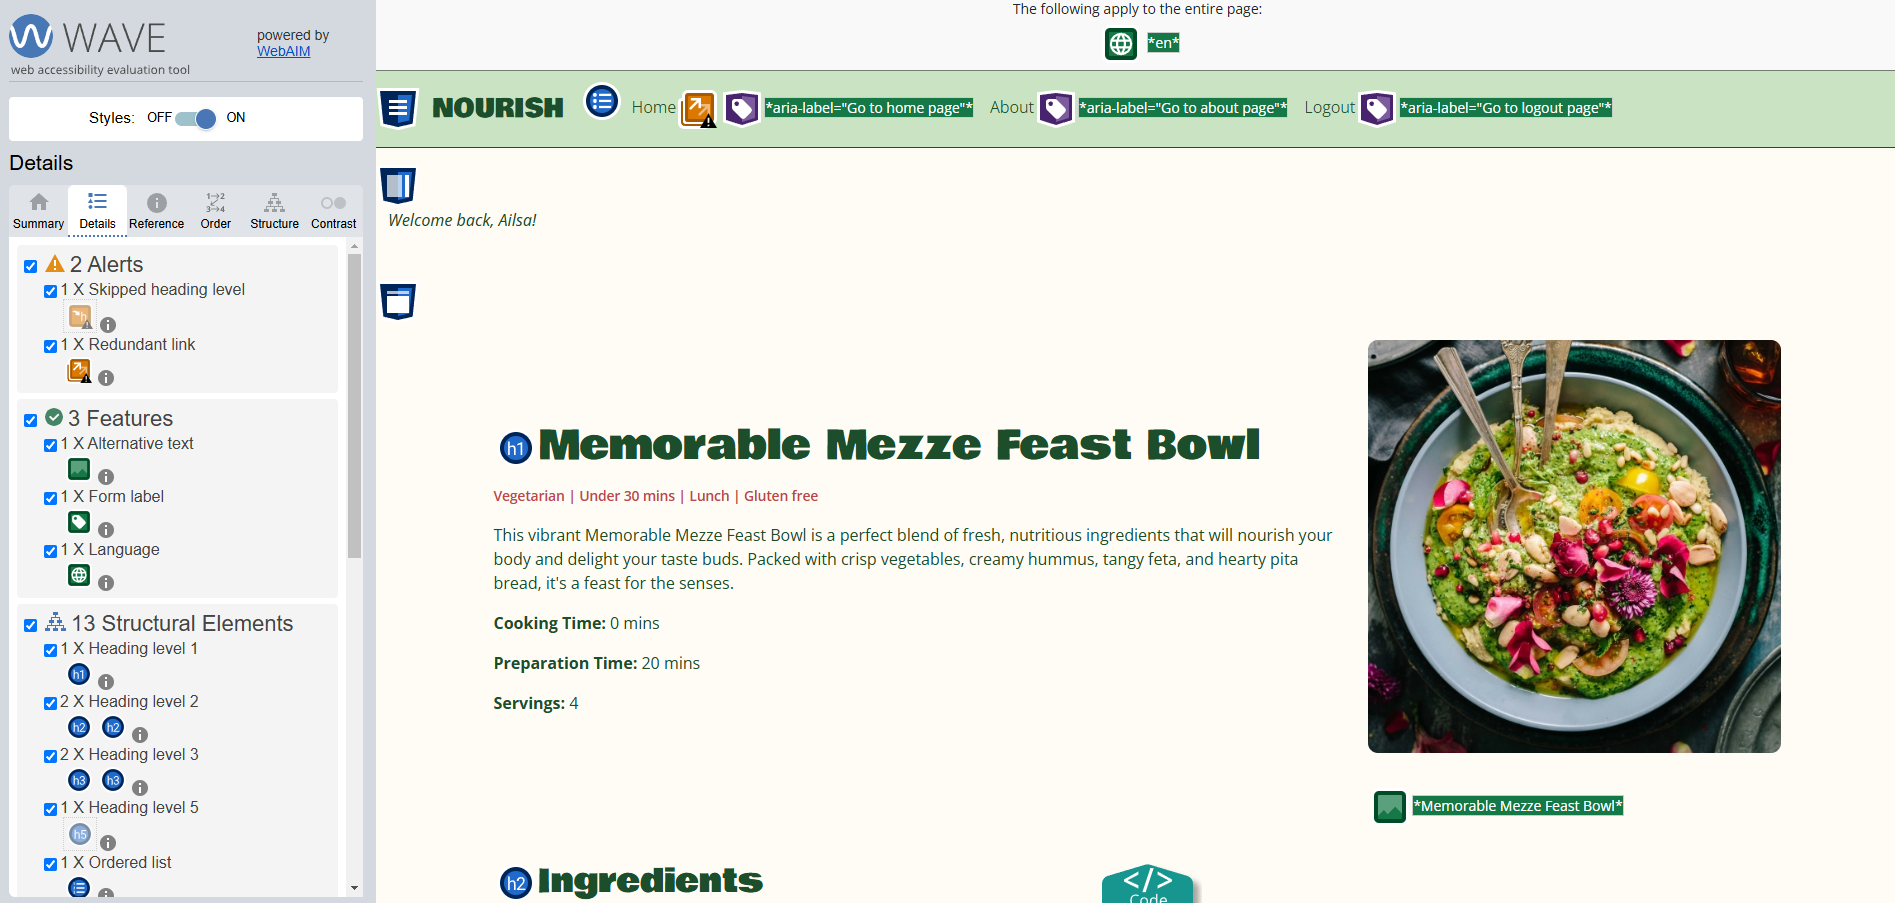 WAVE
web accessibility evaluation tool
powered by
WebAIM
Styles: OFF ON
Details
Summary Details Reference Order Structure Contrast
2 Alerts
1 X Skipped heading level
1 X Redundant link
3 Features
1 X Alternative text
1 X Form label
1 X Language
13 Structural Elements
1 X Heading level 1
h1
2 X Heading level 2
h2 h2
2 X Heading level 3
h3 h3
1 X Heading level 5
h5
1 X Ordered list
The following apply to the entire page:
*en*
NOURISH Home *aria-label="Go to home page"* About *aria-label="Go to about page"* Logout *aria-label="Go to logout page"*
Welcome back, Ailsa!
h1 Memorable Mezze Feast Bowl
Vegetarian | Under 30 mins | Lunch | Gluten free
This vibrant Memorable Mezze Feast Bowl is a perfect blend of fresh, nutritious ingredients that will nourish your
body and delight your taste buds. Packed with crisp vegetables, creamy hummus, tangy feta, and hearty pita
bread, it's a feast for the senses.
Cooking Time: 0 mins
Preparation Time: 20 mins
Servings: 4
*Memorable Mezze Feast Bowl*
h2 Ingredients
</>
Code